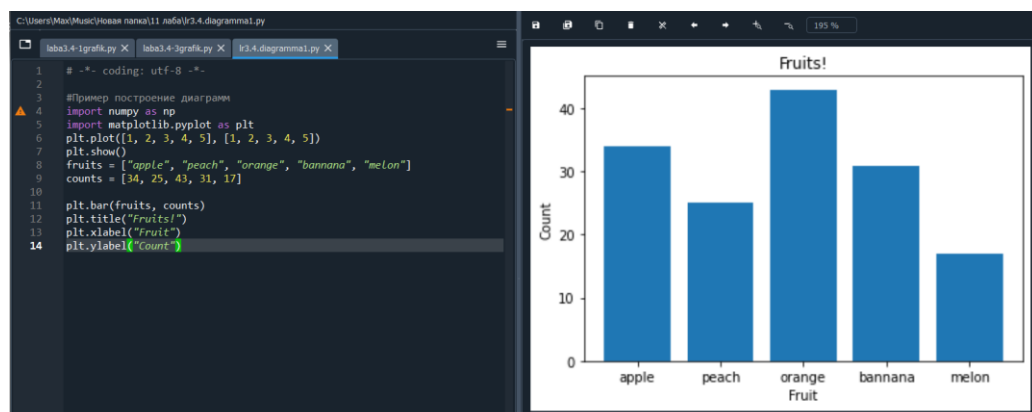 C:\Users\Max\Music\Новая папка\11 лаба\lr3.4.diagramma1.py
laba3.4-1grafik.py X laba3.4-3grafik.py X lr3.4.diagramma1.py X
1 # -*- coding: utf-8 -*-
2
3 #Пример построение диаграмм
4 import numpy as np
5 import matplotlib.pyplot as plt
6 plt.plot([1, 2, 3, 4, 5], [1, 2, 3, 4, 5])
7 plt.show()
8 fruits = ["apple", "peach", "orange", "bannana", "melon"]
9 counts = [34, 25, 43, 31, 17]
10
11 plt.bar(fruits, counts)
12 plt.title("Fruits!")
13 plt.xlabel("Fruit")
14 plt.ylabel("Count")
195 %
Fruits!
Count
40
30
20
10
0
apple peach orange bannana melon
Fruit